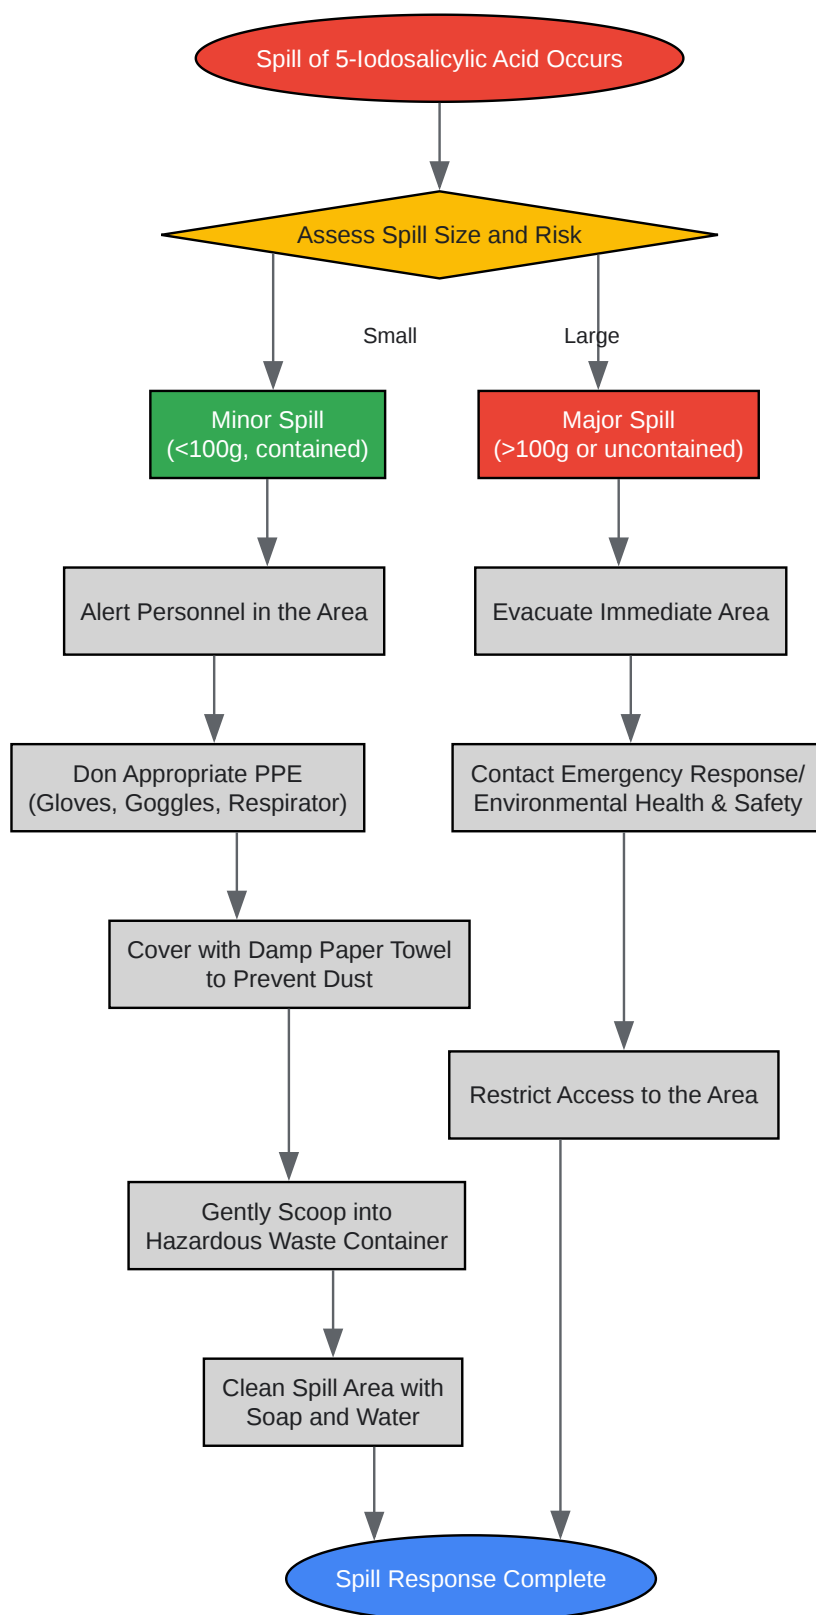 Spill of 5-Iodosalicylic Acid Occurs
Assess Spill Size and Risk
Small
Large
Minor Spill
(<100g, contained)
Major Spill
(>100g or uncontained)
Alert Personnel in the Area
Evacuate Immediate Area
Don Appropriate PPE
(Gloves, Goggles, Respirator)
Contact Emergency Response/
Environmental Health & Safety
Cover with Damp Paper Towel
to Prevent Dust
Restrict Access to the Area
Gently Scoop into
Hazardous Waste Container
Clean Spill Area with
Soap and Water
Spill Response Complete